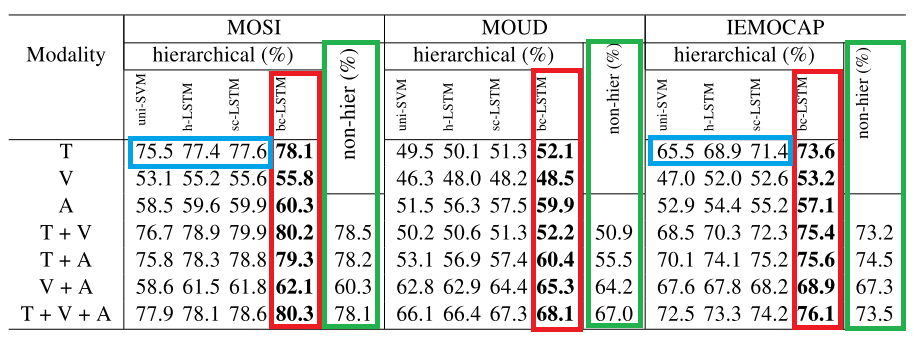 MOSI MOUD IEMOCAP
Modality hierarchical (%) non-hier (%) hierarchical (%) non-hier (%) hierarchical (%) non-hier (%)
uni-SVM h-LSTM sc-LSTM bc-LSTM uni-SVM h-LSTM sc-LSTM bc-LSTM uni-SVM h-LSTM sc-LSTM bc-LSTM
T 75.5 77.4 77.6 78.1 49.5 50.1 51.3 52.1 65.5 68.9 71.4 73.6
V 53.1 55.2 55.6 55.8 46.3 48.0 48.2 48.5 47.0 52.0 52.6 53.2
A 58.5 59.6 59.9 60.3 51.5 56.3 57.5 59.9 52.9 54.4 55.2 57.1
T + V 76.7 78.9 79.9 80.2 78.5 50.2 50.6 51.3 52.2 50.9 68.5 70.3 72.3 75.4 73.2
T + A 75.8 78.3 78.8 79.3 78.2 53.1 56.9 57.4 60.4 55.5 70.1 74.1 75.2 75.6 74.5
V + A 58.6 61.5 61.8 62.1 60.3 62.8 62.9 64.4 65.3 64.2 67.6 67.8 68.2 68.9 67.3
T + V + A 77.9 78.1 78.6 80.3 78.1 66.1 66.4 67.3 68.1 67.0 72.5 73.3 74.2 76.1 73.5